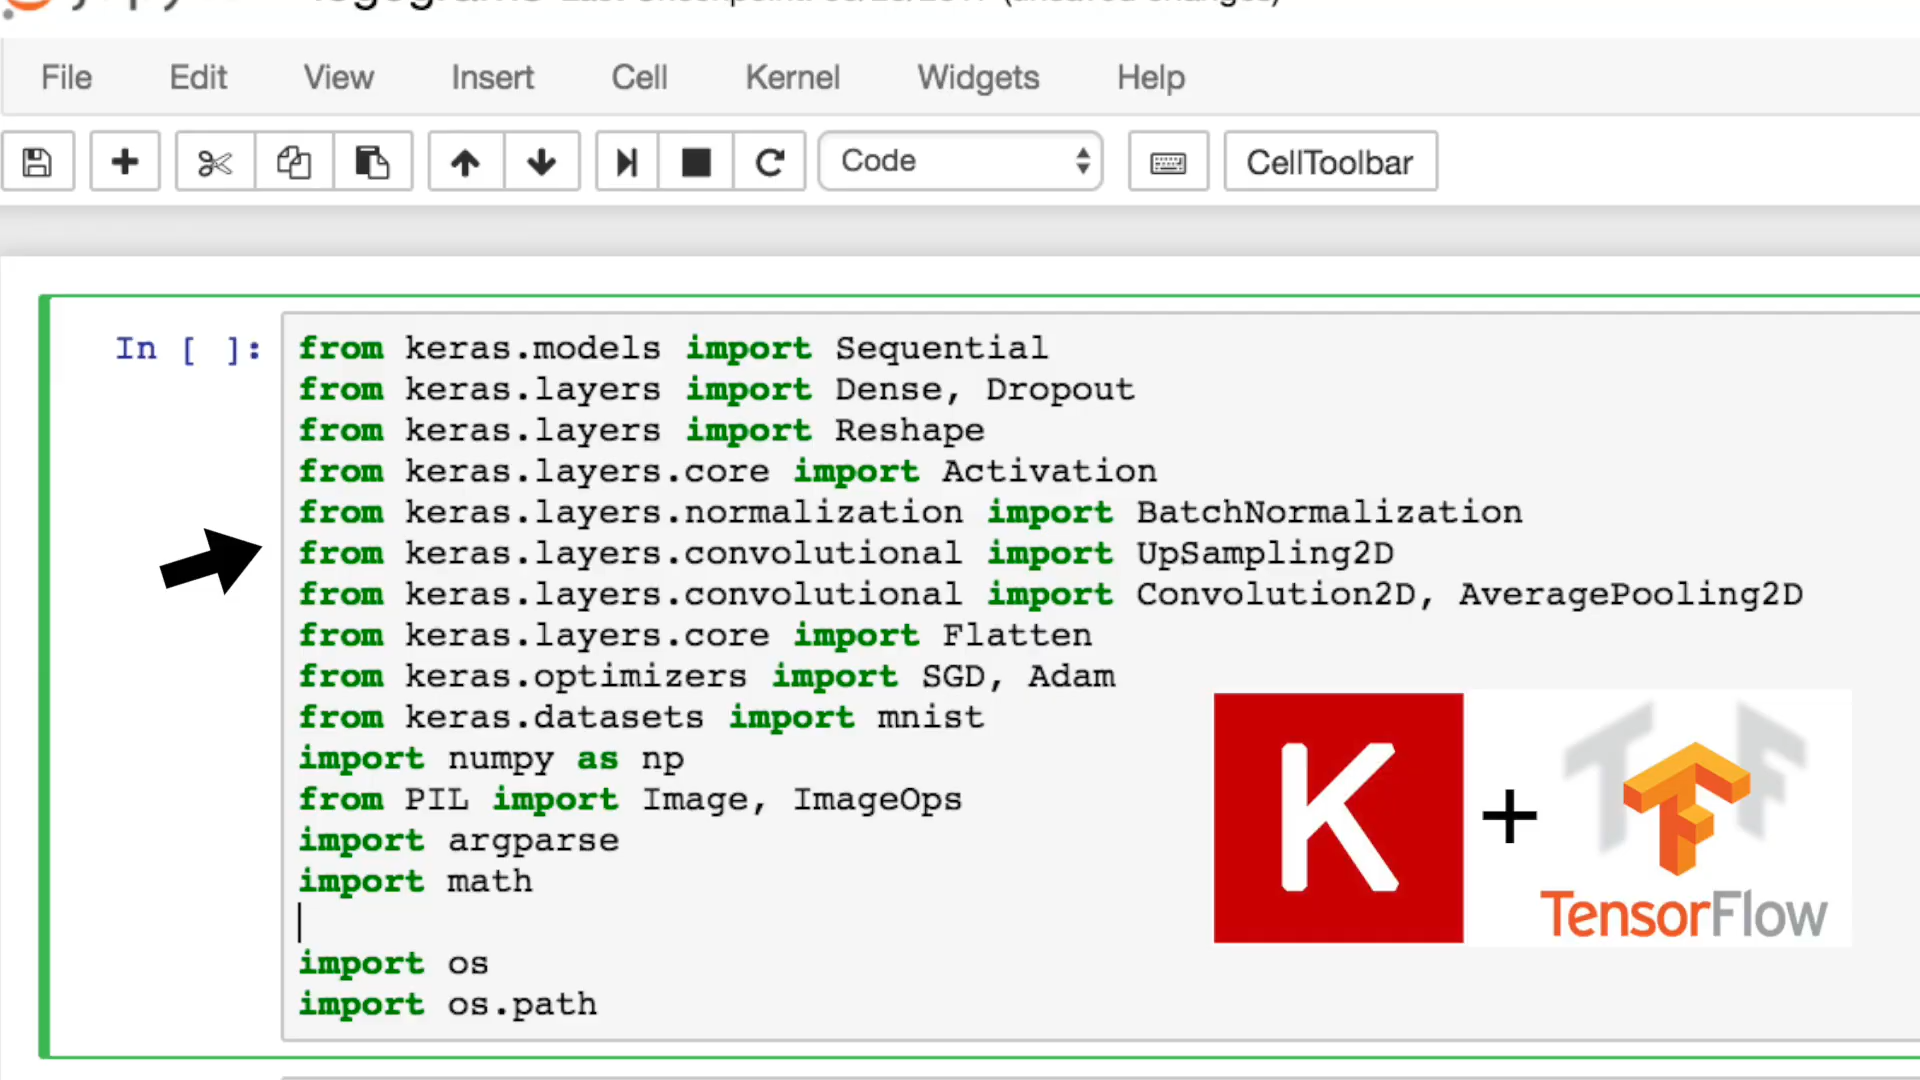 File Edit View Insert Cell Kernel Widgets Help
Code CellToolbar
In [ ]:
from keras.models import Sequential
from keras.layers import Dense, Dropout
from keras.layers import Reshape
from keras.layers.core import Activation
from keras.layers.normalization import BatchNormalization
from keras.layers.convolutional import UpSampling2D
from keras.layers.convolutional import Convolution2D, AveragePooling2D
from keras.layers.core import Flatten
from keras.optimizers import SGD, Adam
from keras.datasets import mnist
import numpy as np
from PIL import Image, ImageOps
import argparse
import math
import os
import os.path
K + TF
TensorFlow